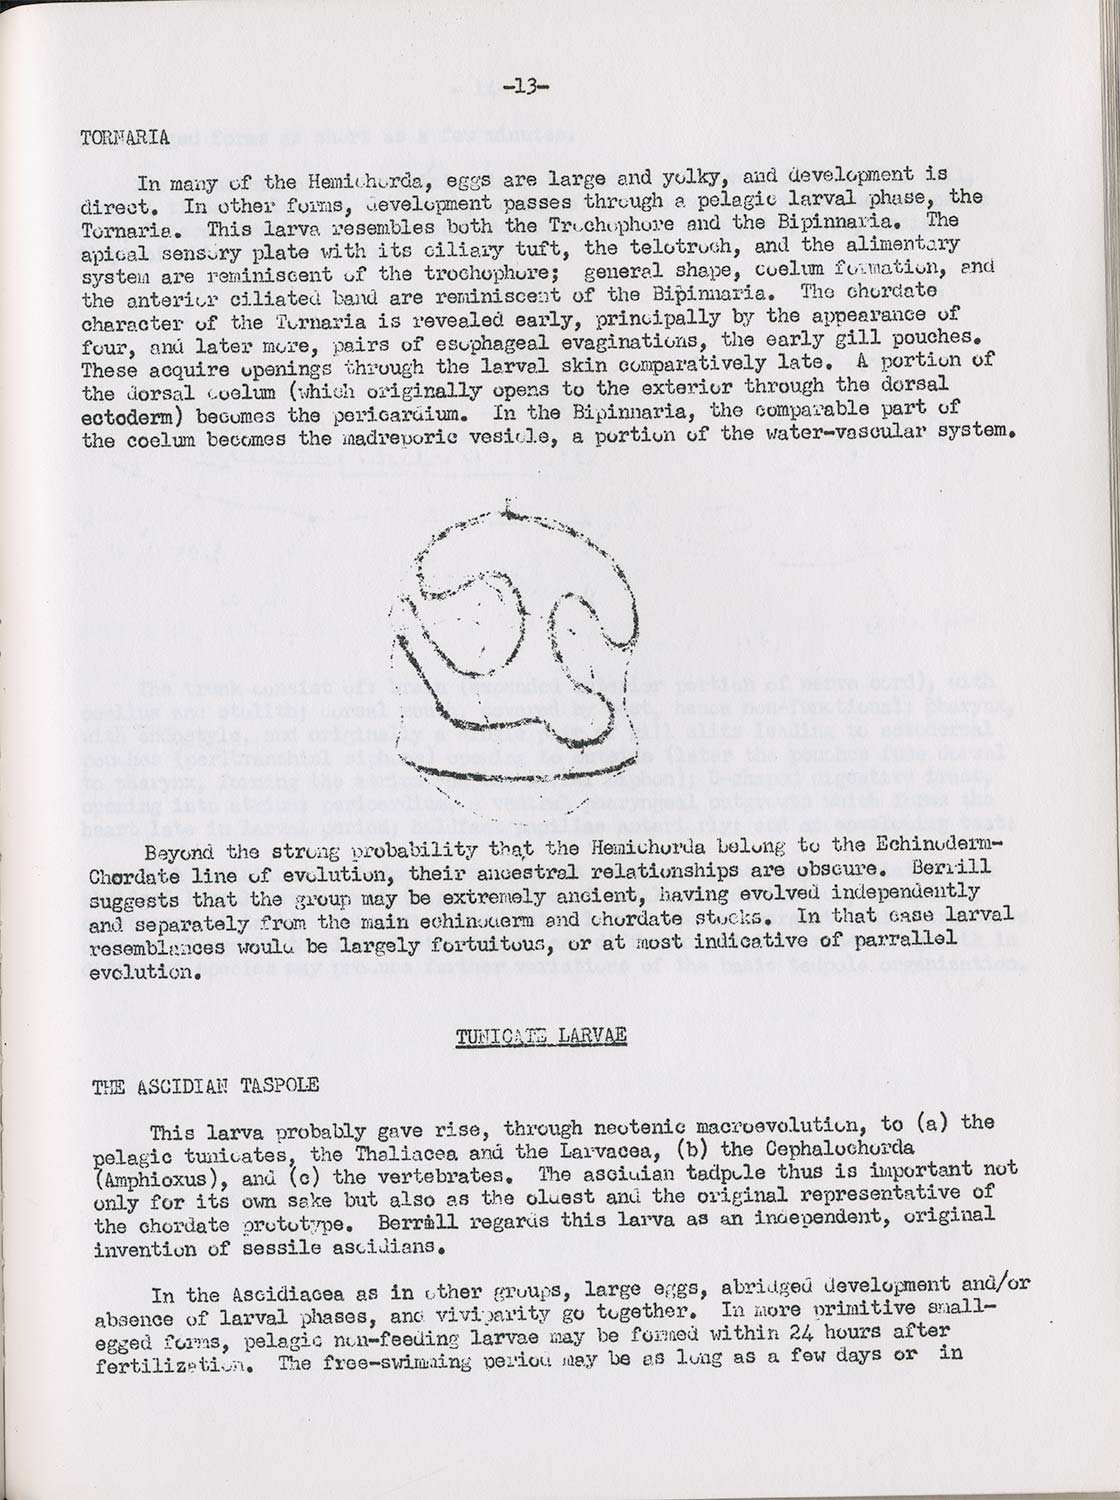 -13-
TORNARIA
In many of the Hemichorda, eggs are large and yolky, and development is
direct. In other forms, development passes through a pelagic larval phase, the
Tornaria. This larva resembles both the Trochophore and the Bipinnaria. The
apical sensory plate with its ciliary tuft, the telotroch, and the alimentary
system are reminiscent of the trochophore; general shape, coelum formation, and
the anterior ciliated band are reminiscent of the Bipinnaria. The chordate
character of the Tornaria is revealed early, principally by the appearance of
four, and later more, pairs of esophageal evaginations, the early gill pouches.
These acquire openings through the larval skin comparatively late. A portion of
the dorsal coelum (which originally opens to the exterior through the dorsal
ectoderm) becomes the pericardium. In the Bipinnaria, the comparable part of
the coelum becomes the madreporic vesicle, a portion of the water-vascular system.
Beyond the strong probability that the Hemichorda belong to the Echinoderm-
Chordate line of evolution, their ancestral relationships are obscure. Berrill
suggests that the group may be extremely ancient, having evolved independently
and separately from the main echinoderm and chordate stocks. In that case larval
resemblances would be largely fortuitous, or at most indicative of parrallel
evolution.
TUNICATE LARVAE
THE ASCIDIAN TASPOLE
This larva probably gave rise, through neotenic macroevolution, to (a) the
pelagic tunicates, the Thaliacea and the Larvacea, (b) the Cephalochorda
(Amphioxus), and (c) the vertebrates. The ascidian tadpole thus is important not
only for its own sake but also as the oldest and the original representative of
the chordate prototype. Berrill regards this larva as an independent, original
invention of sessile ascidians.
In the Ascidiacea as in other groups, large eggs, abridged development and/or
absence of larval phases, and viviparity go together. In more primitive small-
egged forms, pelagic non-feeding larvae may be formed within 24 hours after
fertilization. The free-swimming period may be as long as a few days or in